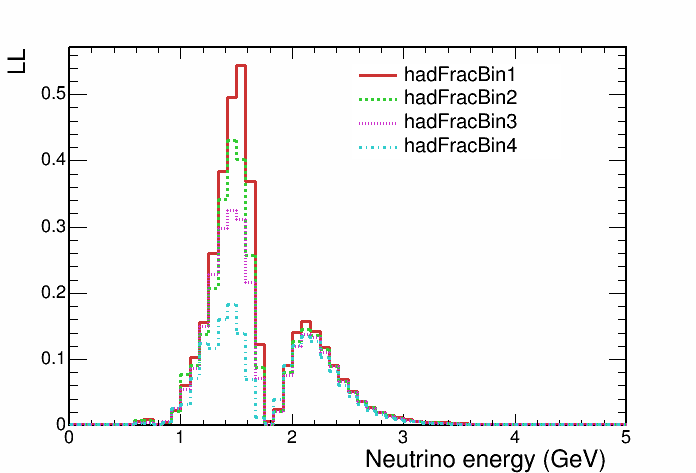 LL
0.5
0.4
0.3
0.2
0.1
0
hadFracBin1
hadFracBin2
hadFracBin3
hadFracBin4
0 1 2 3 4 5
Neutrino energy (GeV)